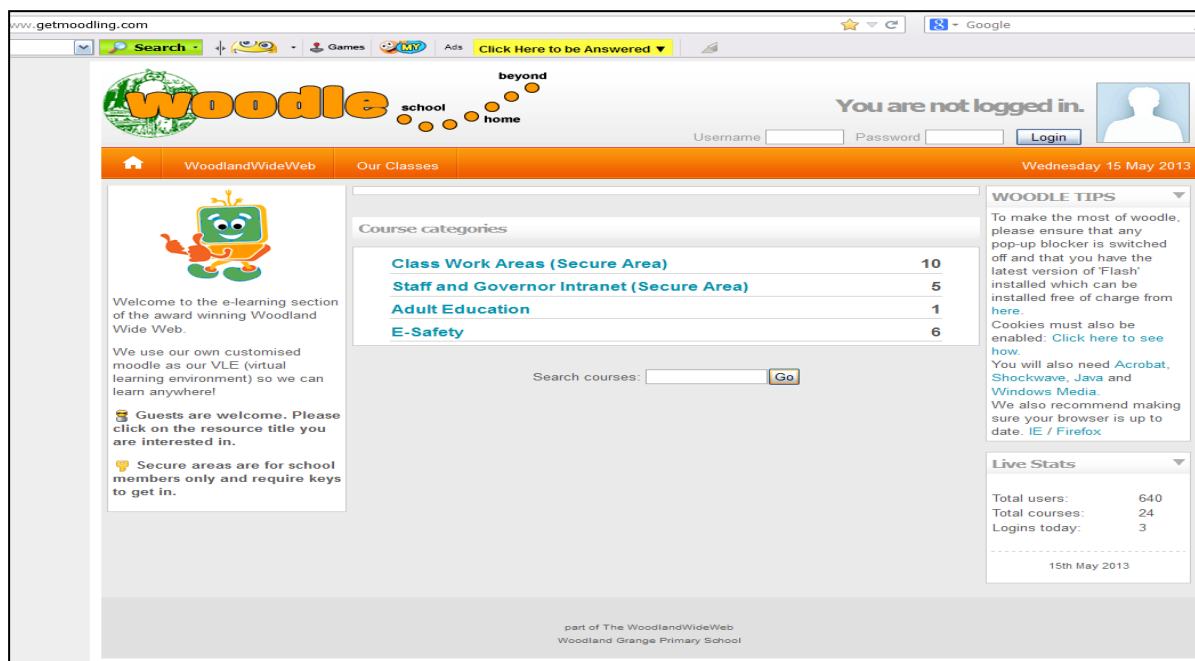 ww.getmoodling.com
Google
Search
Games
MY
Ads
Click Here to be Answered ▼
woodle
school
home
beyond
You are not logged in.
Username
Password
Login
WoodlandWideWeb
Our Classes
Wednesday 15 May 2013
Welcome to the e-learning section
of the award winning Woodland
Wide Web.
We use our own customised
moodle as our VLE (virtual
learning environment) so we can
learn anywhere!
Guests are welcome. Please
click on the resource title you
are interested in.
Secure areas are for school
members only and require keys
to get in.
Course categories
Class Work Areas (Secure Area) 10
Staff and Governor Intranet (Secure Area) 5
Adult Education 1
E-Safety 6
Search courses:
Go
WOODLE TIPS
To make the most of woodle,
please ensure that any
pop-up blocker is switched
off and that you have the
latest version of 'Flash'
installed which can be
installed free of charge from
here.
Cookies must also be
enabled: Click here to see
how.
You will also need Acrobat,
Shockwave, Java and
Windows Media.
We also recommend making
sure your browser is up to
date. IE / Firefox
Live Stats
Total users: 640
Total courses: 24
Logins today: 3
15th May 2013
part of The WoodlandWideWeb
Woodland Grange Primary School